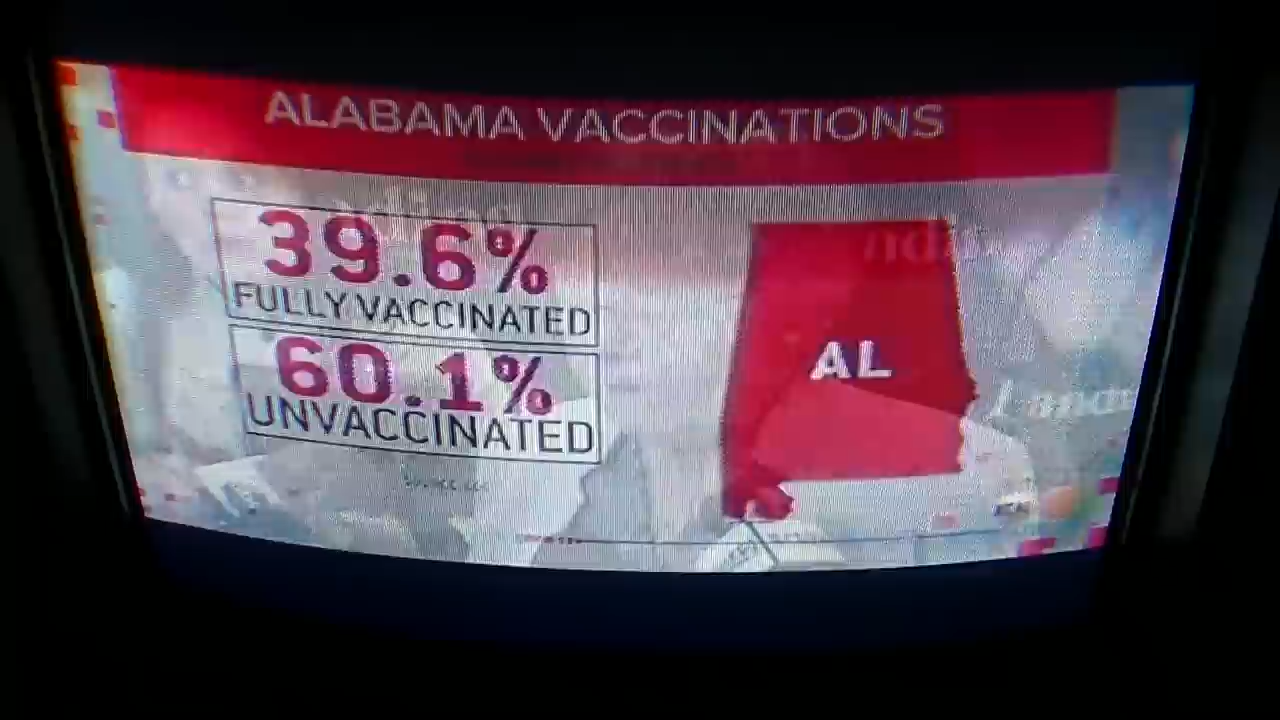 ALABAMA VACCINATIONS
39.6%
FULLY VACCINATED
60.1%
UNVACCINATED
AL